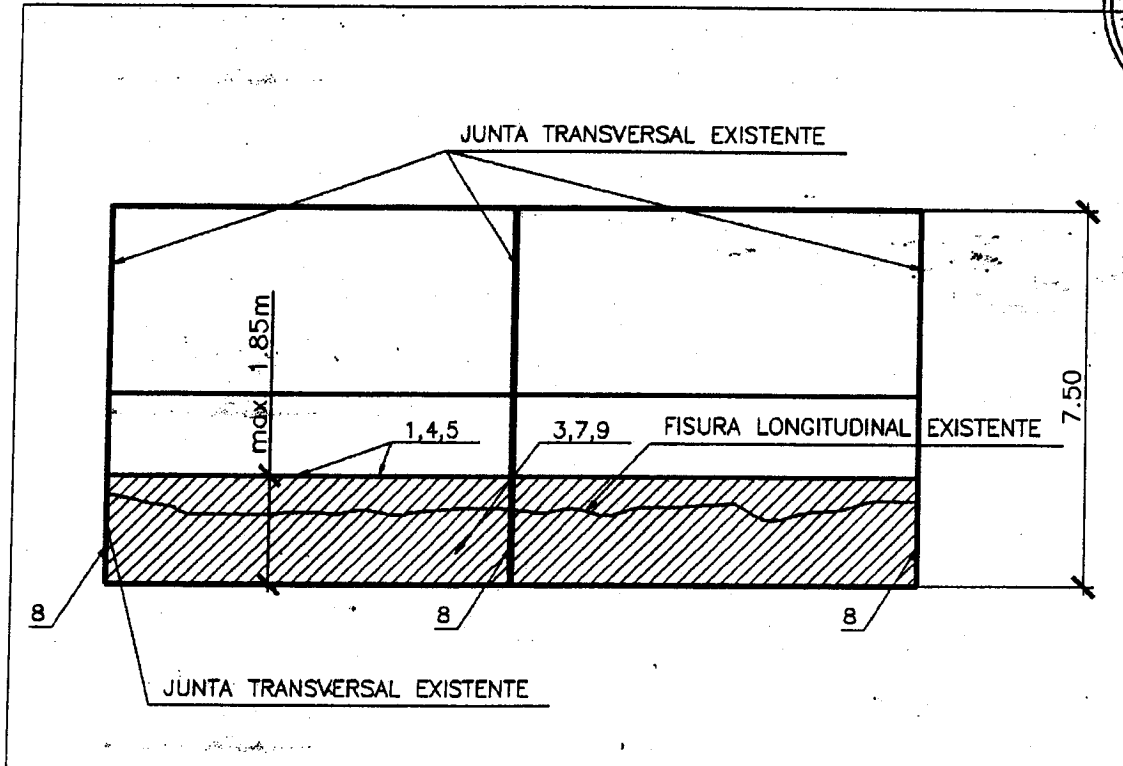 JUNTA TRANSVERSAL EXISTENTE
max 1.85m
7.50
1,4,5
3,7,9
FISURA LONGITUDINAL EXISTENTE
8
8
8
JUNTA TRANSVERSAL EXISTENTE